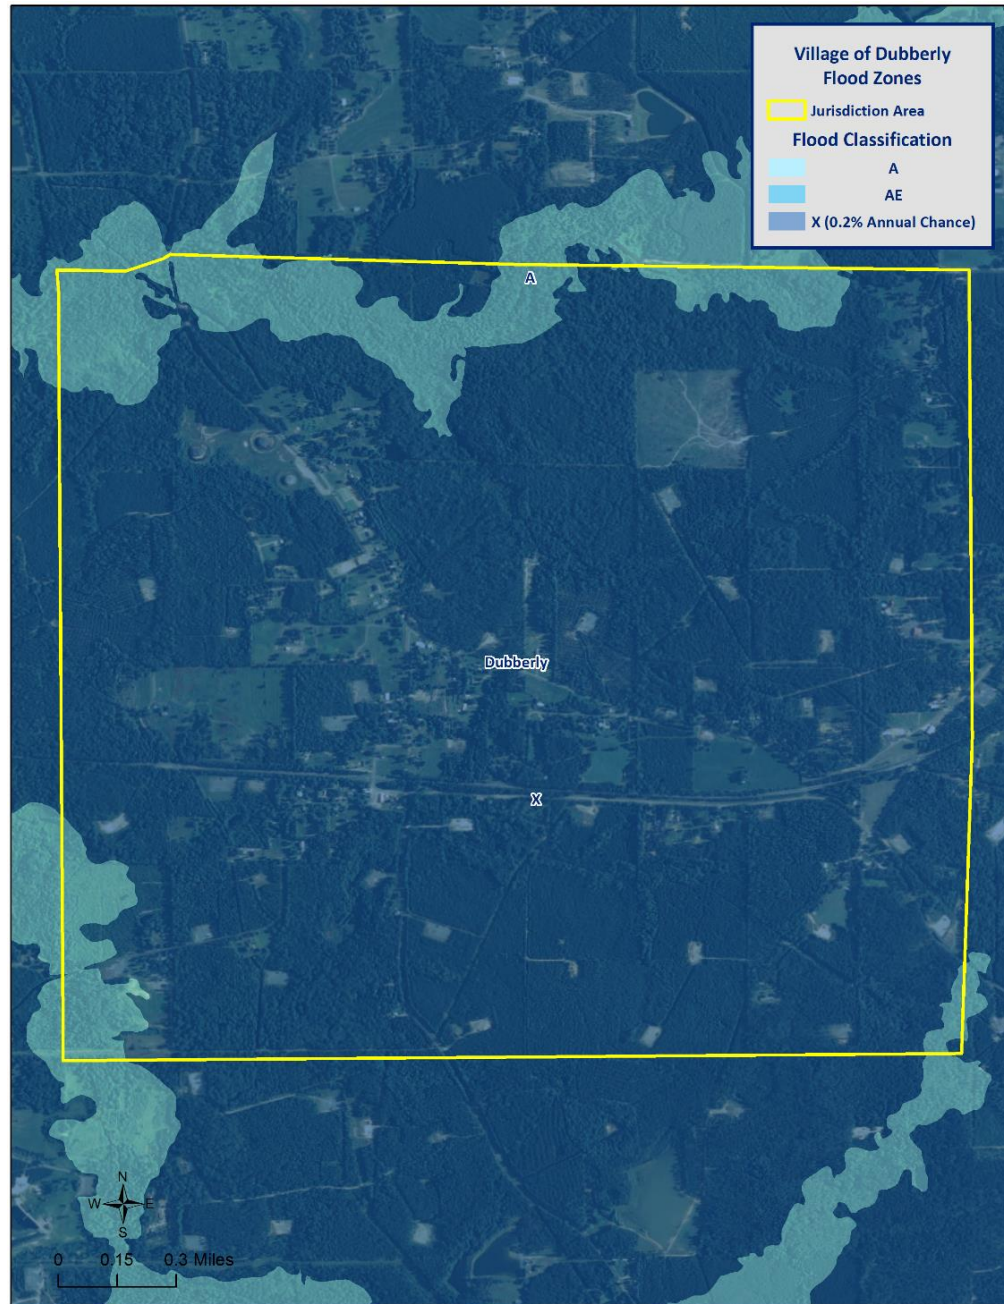 Village of Dubberly
Flood Zones
Jurisdiction Area
Flood Classification
A
AE
X (0.2% Annual Chance)
A
Dubberly
X
N
W E
S
0 0.15 0.3 Miles